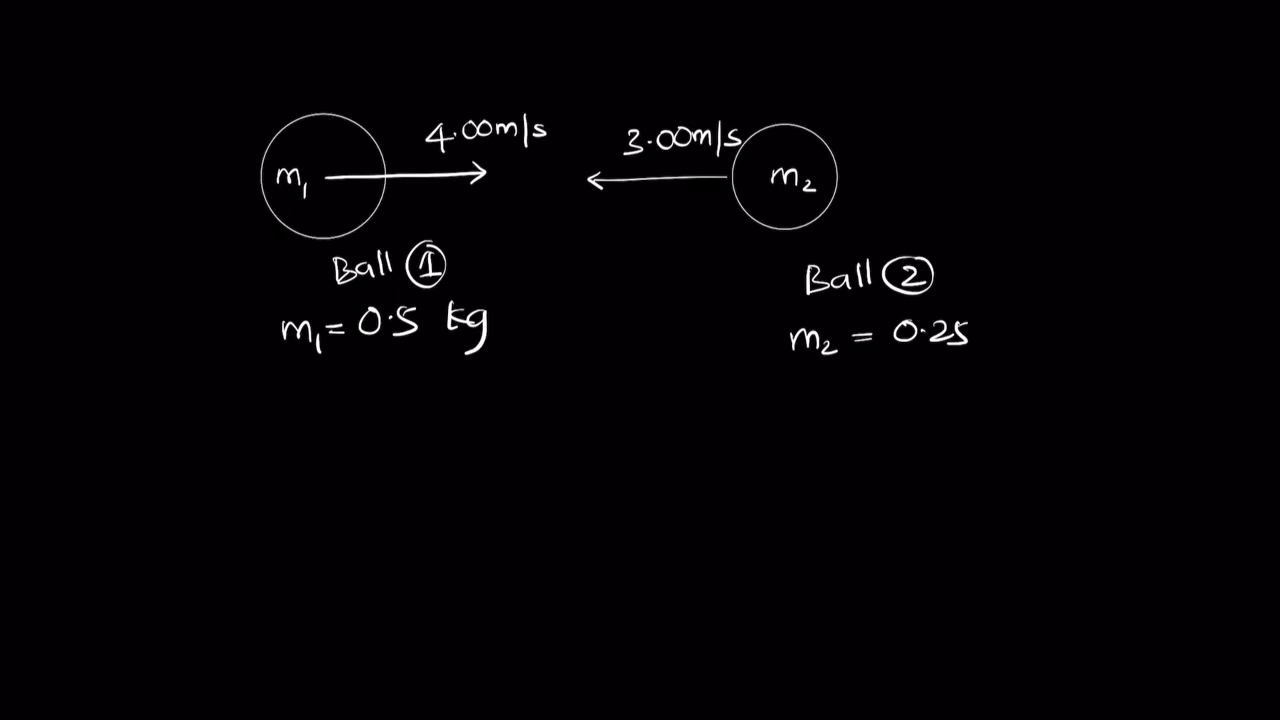 4.00m/s 3.00m/s
m₁ m₂
Ball ①
Ball ②
m₁ = 0.5 kg
m₂ = 0.25